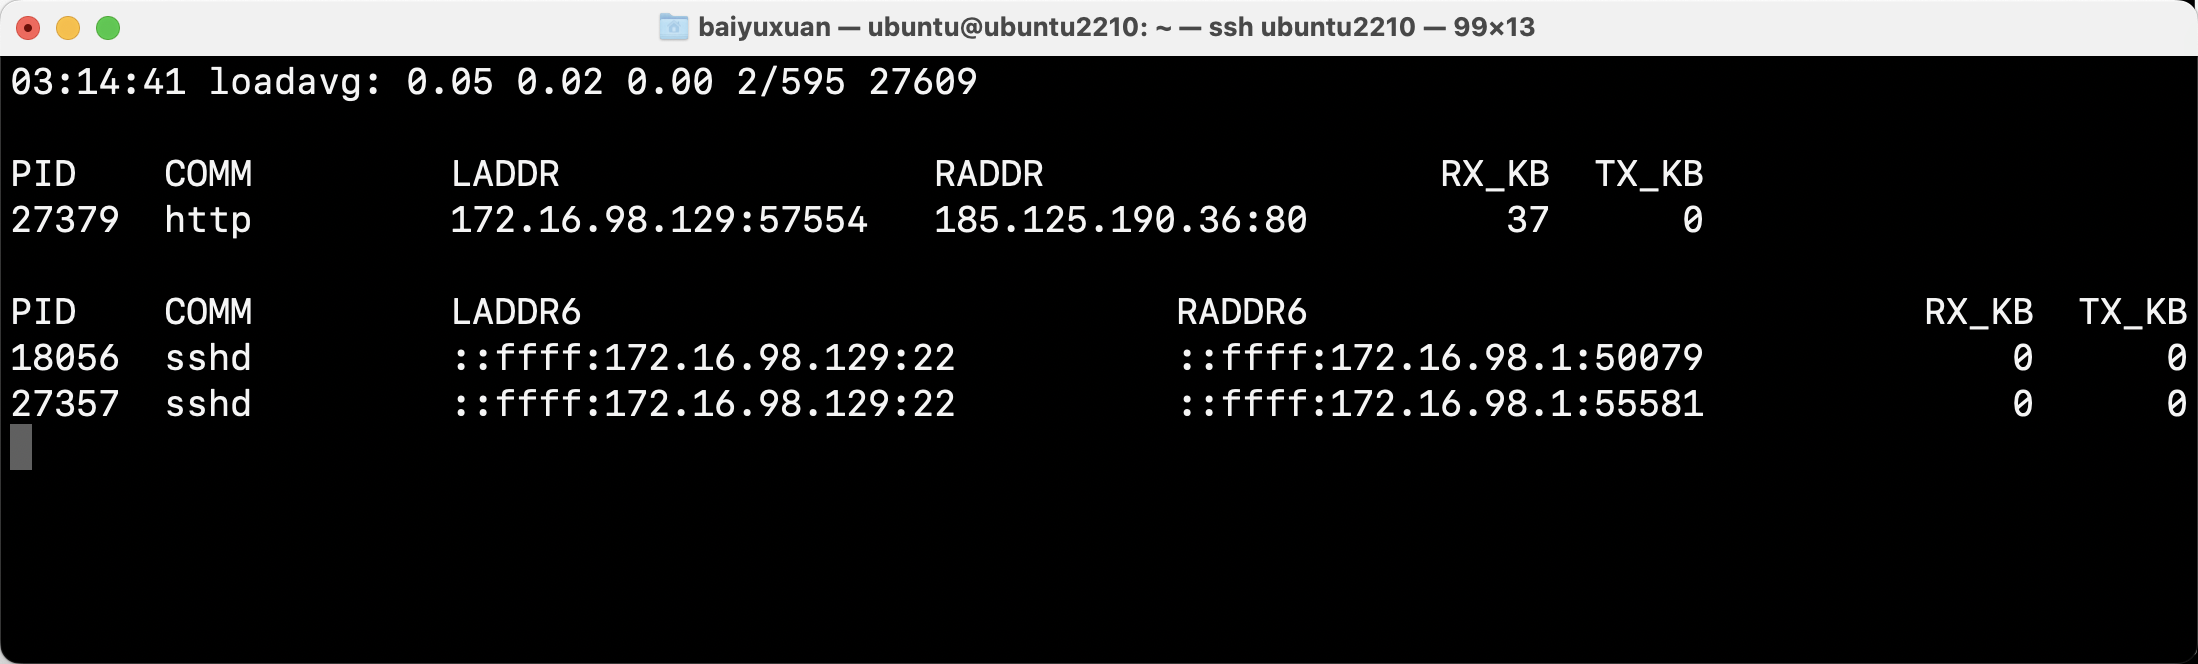 baiyuxuan — ubuntu@ubuntu2210: ~ — ssh ubuntu2210 — 99×13
03:14:41 loadavg: 0.05 0.02 0.00 2/595 27609
PID COMM LADDR RADDR RX_KB TX_KB
27379 http 172.16.98.129:57554 185.125.190.36:80 37 0
PID COMM LADDR6 RADDR6 RX_KB TX_KB
18056 sshd ::ffff:172.16.98.129:22 ::ffff:172.16.98.1:50079 0 0
27357 sshd ::ffff:172.16.98.129:22 ::ffff:172.16.98.1:55581 0 0